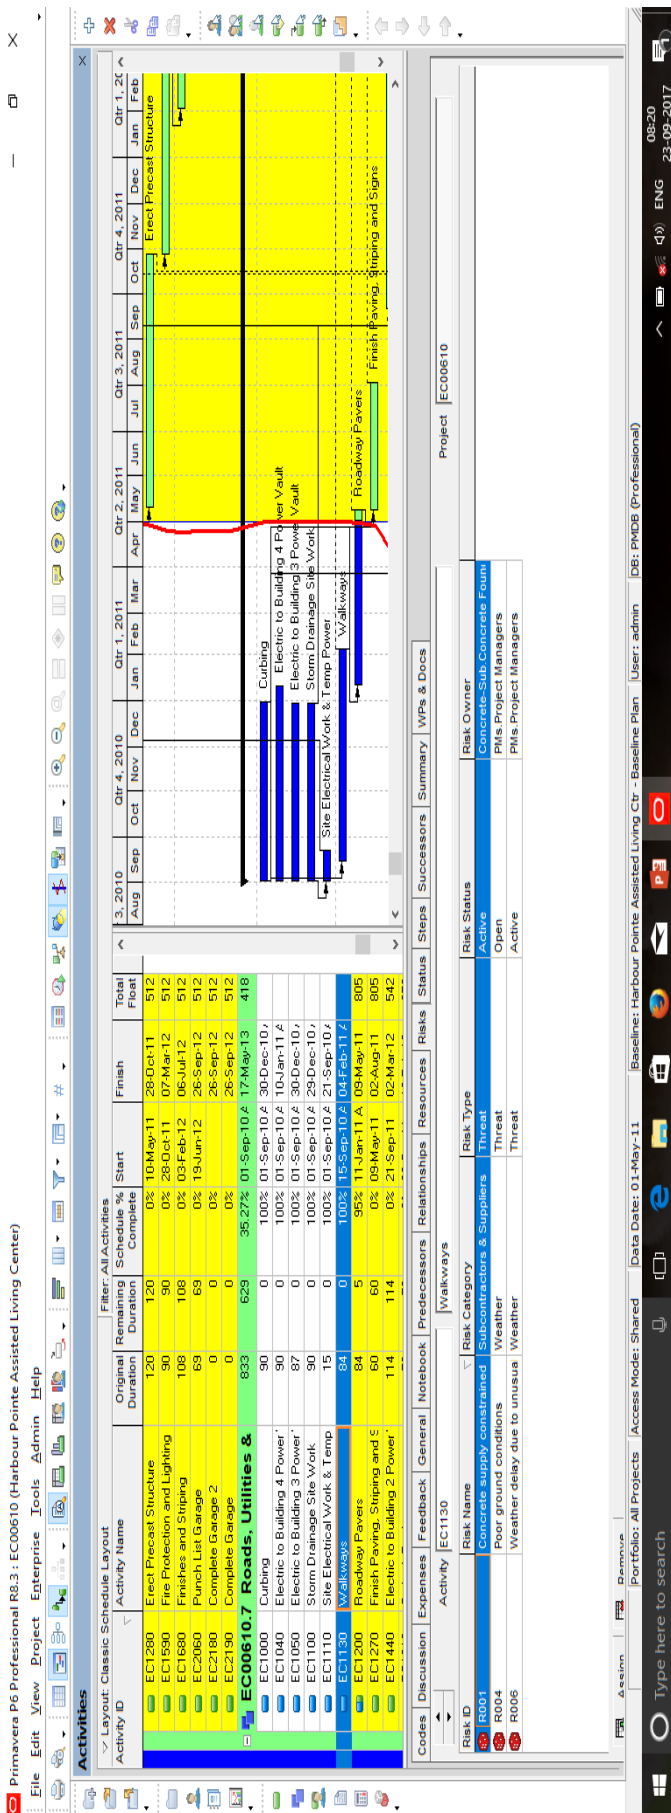 Primavera P6 Professional R8.3 : EC00610 (Harbour Pointe Assisted Living Center)
File Edit View Project Enterprise Tools Admin Help
Activities
Layout: Classic Schedule Layout Filter: All Activities
Activity ID Activity Name Original Duration Remaining Duration Schedule % Complete Start Finish Total Float
3, 2010 Qtr 4, 2010 Qtr 1, 2011 Qtr 2, 2011 Qtr 3, 2011 Qtr 4, 2011 Qtr 1, 20
Aug Sep Oct Nov Dec Jan Feb Mar Apr May Jun Jul Aug Sep Oct Nov Dec Jan Feb
EC1280 Erect Precast Structure 120 120 0% 10-May-11 28-Oct-11 512 Erect Precast Structure
EC1590 Fire Protection and Lighting 90 90 0% 28-Oct-11 07-Mar-12 512
EC1680 Finishes and Striping 108 108 0% 03-Feb-12 06-Jul-12 512
EC2060 Punch List Garage 69 69 0% 19-Jun-12 26-Sep-12 512
EC2180 Complete Garage 2 0 0 0% 26-Sep-12 512
EC2190 Complete Garage 0 0 0% 26-Sep-12 512
EC00610.7 Roads, Utilities & 833 629 35.27% 01-Sep-10 A 17-May-13 418
EC1000 Curbing 90 0 100% 01-Sep-10 A 30-Dec-10 A Curbing
EC1040 Electric to Building 4 Power 90 0 100% 01-Sep-10 A 10-Jan-11 A Electric to Building 4 Power Vault
EC1050 Electric to Building 3 Power 87 0 100% 01-Sep-10 A 30-Dec-10 A Electric to Building 3 Power Vault
EC1100 Storm Drainage Site Work 90 0 100% 01-Sep-10 A 29-Dec-10 A Storm Drainage Site Work
EC1110 Site Electrical Work & Temp 15 0 100% 01-Sep-10 A 21-Sep-10 A Site Electrical Work & Temp Power
EC1130 Walkways 84 0 100% 15-Sep-10 A 04-Feb-11 A Walkways
EC1200 Roadway Pavers 84 5 95% 11-Jan-11 A 09-May-11 805 Roadway Pavers
EC1270 Finish Paving, Striping and S 60 60 0% 09-May-11 02-Aug-11 805 Finish Paving, Striping and Signs
EC1440 Electric to Building 2 Power 114 114 0% 21-Sep-11 02-Mar-12 542
Codes Discussion Expenses Feedback General Notebook Predecessors Relationships Resources Risks Status Steps Successors Summary WPs & Docs
Activity EC1130 Walkways Project EC00610
Risk ID Risk Name Risk Category Risk Type Risk Status Risk Owner
R001 Concrete supply constrained Subcontractors & Suppliers Threat Active Concrete-Sub.Concrete Foun
R004 Poor ground conditions Weather Threat Open PMs.Project Managers
R006 Weather delay due to unusual Weather Threat Active PMs.Project Managers
Assign Remove
Portfolio: All Projects Access Mode: Shared Data Date: 01-May-11 Baseline: Harbour Pointe Assisted Living Ctr - Baseline Plan User: admin DB: PMDB (Professional)
Type here to search
ENG
08:20
23-09-2017